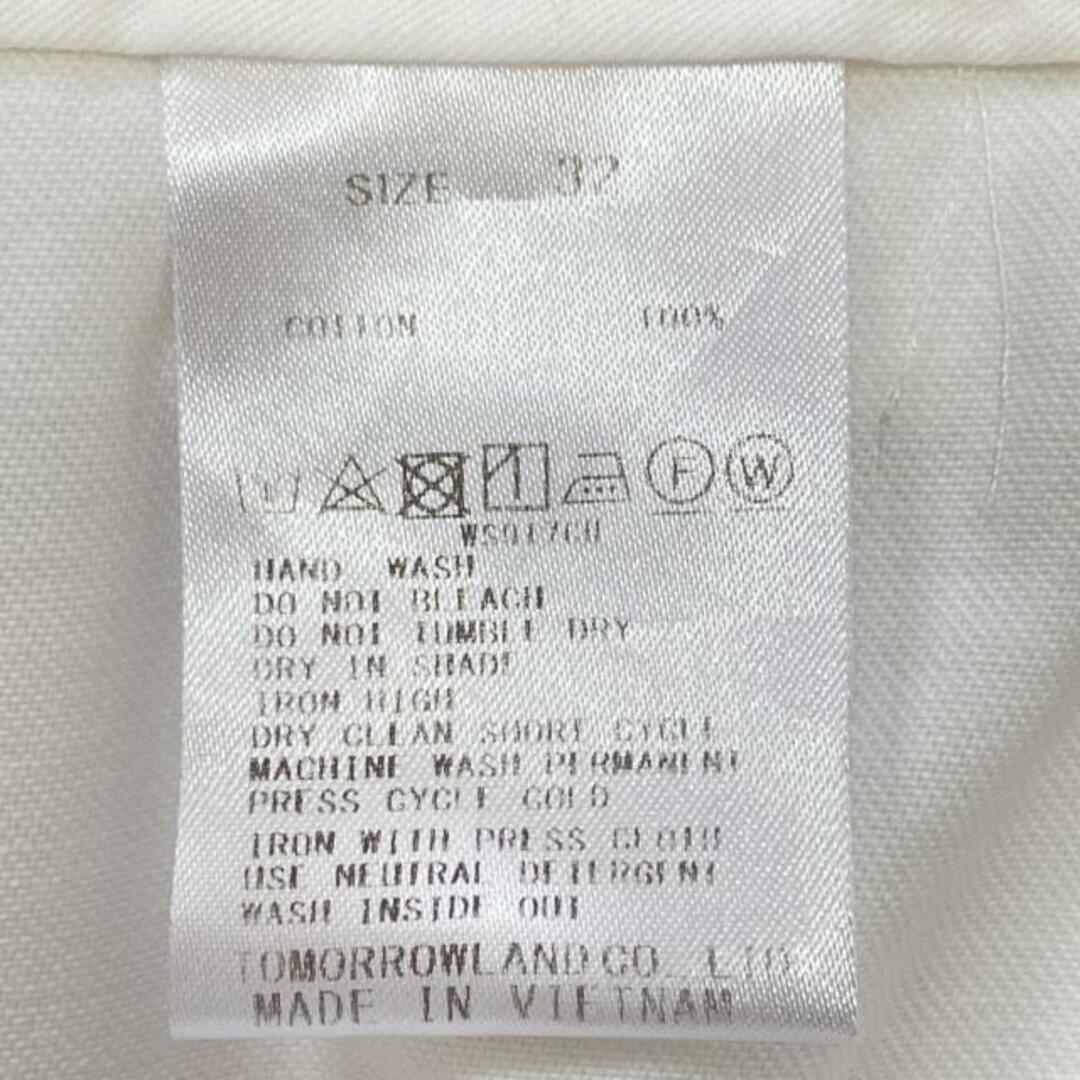 SIZE 32
COTTON 100%
F W
HAND WASH
DO NOT BLEACH
DO NOT TUMBLE DRY
DRY IN SHADE
IRON HIGH
DRY CLEAN SHORT CYCLE
MACHINE WASH PERMANENT
PRESS CYCLE COLD
IRON WITH PRESS CLOTH
USE NEUTRAL DETERGENT
WASH INSIDE OUT
TOMORROWLAND CO., LTD
MADE IN VIETNAM